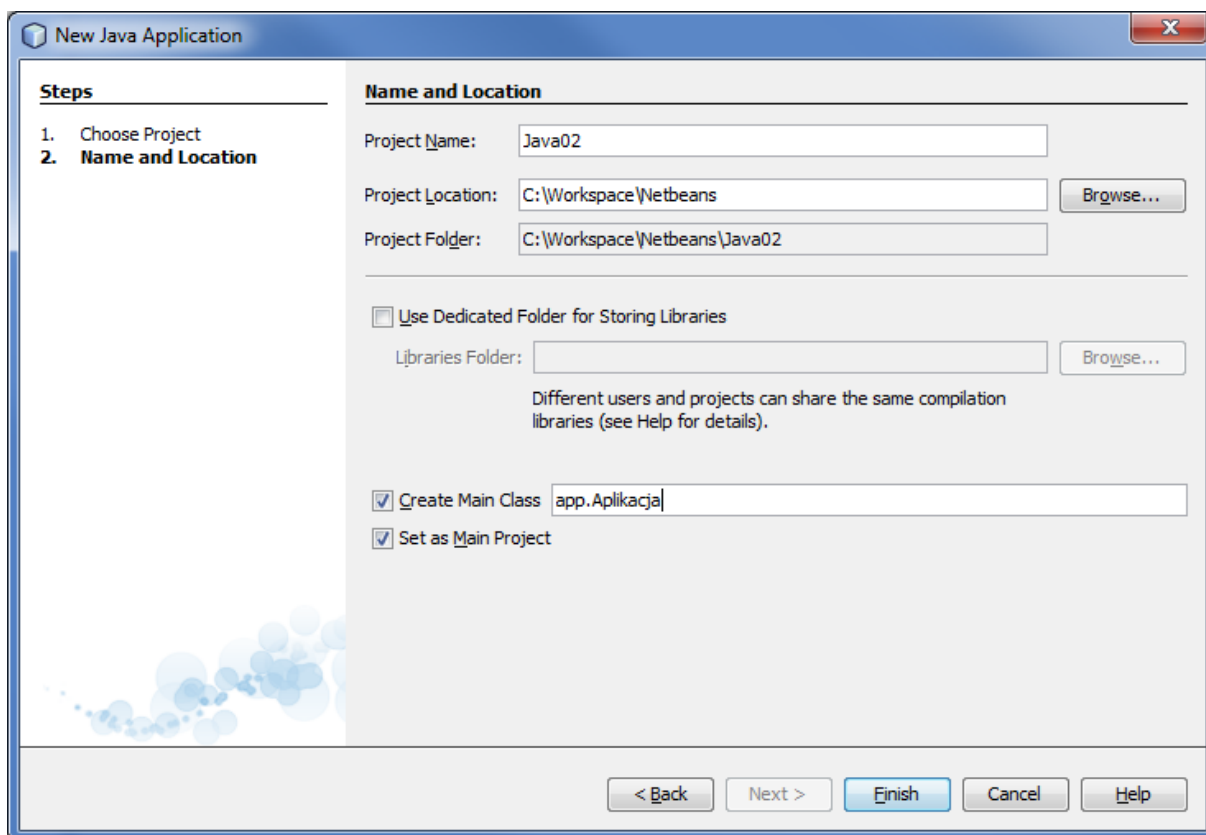 New Java Application
X
Steps
1. Choose Project
2. Name and Location
Name and Location
Project Name: Java02
Project Location: C:\Workspace\Netbeans Browse...
Project Folder: C:\Workspace\Netbeans\Java02
Use Dedicated Folder for Storing Libraries
Libraries Folder: Browse...
Different users and projects can share the same compilation
libraries (see Help for details).
Create Main Class app.Aplikacja
Set as Main Project
< Back Next > Finish Cancel Help